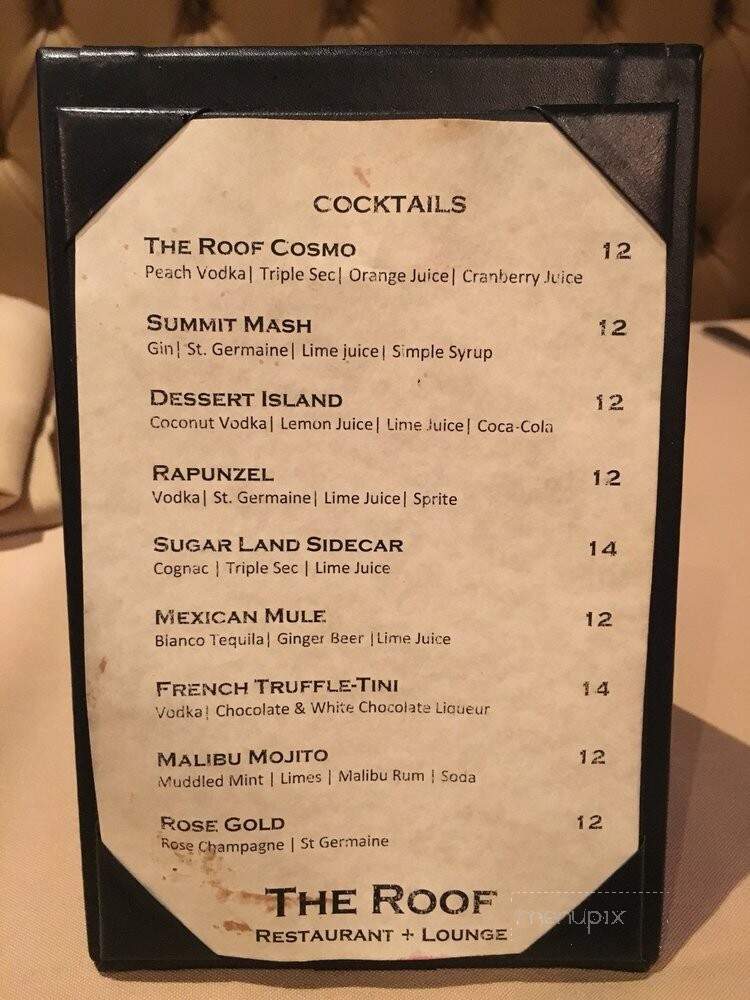 COCKTAILS
THE ROOF COSMO 12
Peach Vodka| Triple Sec| Orange Juice| Cranberry Juice
SUMMIT MASH 12
Gin| St. Germaine| Lime juice| Simple Syrup
DESSERT ISLAND 12
Coconut Vodka| Lemon Juice| Lime Juice| Coca-Cola
RAPUNZEL 12
Vodka| St. Germaine| Lime Juice| Sprite
SUGAR LAND SIDECAR 14
Cognac | Triple Sec | Lime Juice
MEXICAN MULE 12
Blanco Tequila| Ginger Beer |Lime Juice
FRENCH TRUFFLE-TINI 14
Vodka| Chocolate & White Chocolate Liqueur
MALIBU MOJITO 12
Muddled Mint | Limes | Malibu Rum | Soda
ROSE GOLD 12
Rose Champagne | St Germaine
THE ROOF
RESTAURANT + LOUNGE
menupix